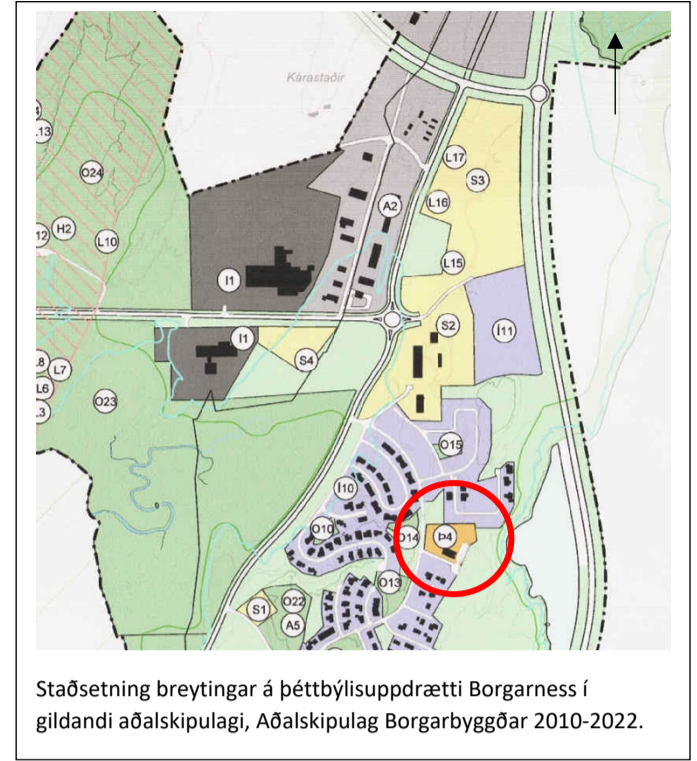 Kárastaðir
L13
O24
L17
S3
L16
A2
12
H2
L10
L15
I1
S2
Í11
I1
S4
L8
L7
L6
L3
O23
O15
Í10
O10
O14
Þ4
O13
S1
O22
A5
Staðsetning breytingar á þéttbýlisuppdrætti Borgarness í
gildandi aðalskipulagi, Aðalskipulag Borgarbyggðar 2010-2022.